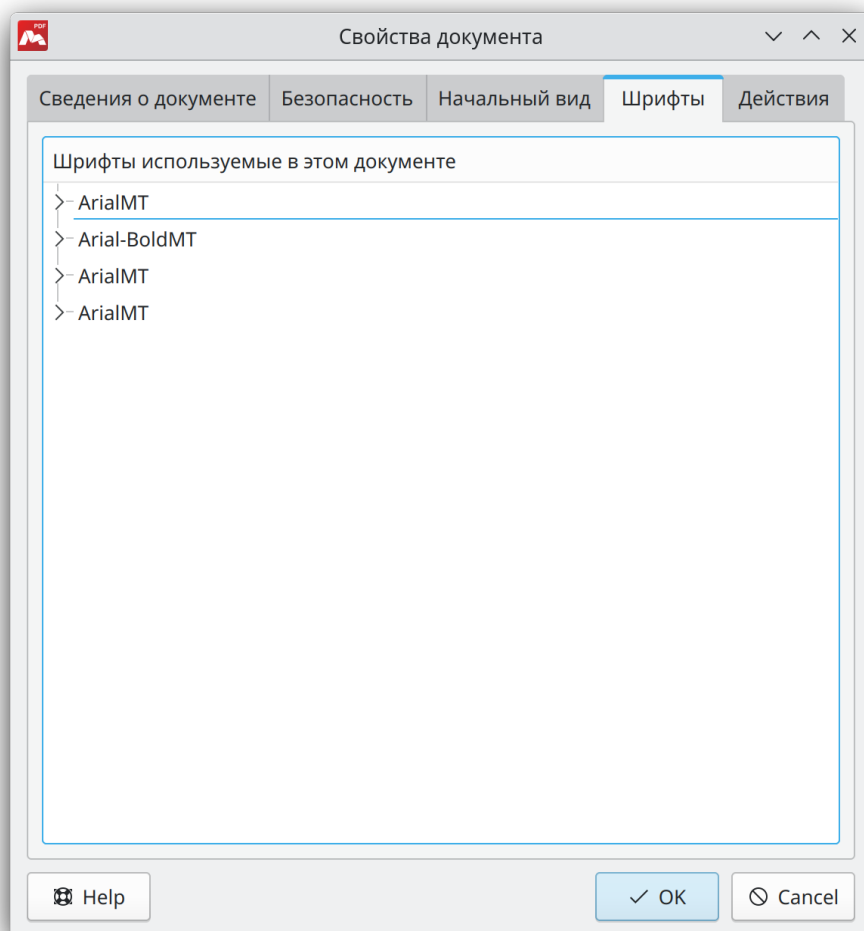 PDF
Свойства документа
Сведения о документе Безопасность Начальный вид Шрифты Действия
Шрифты используемые в этом документе
ArialMT
Arial-BoldMT
ArialMT
ArialMT
Help OK Cancel